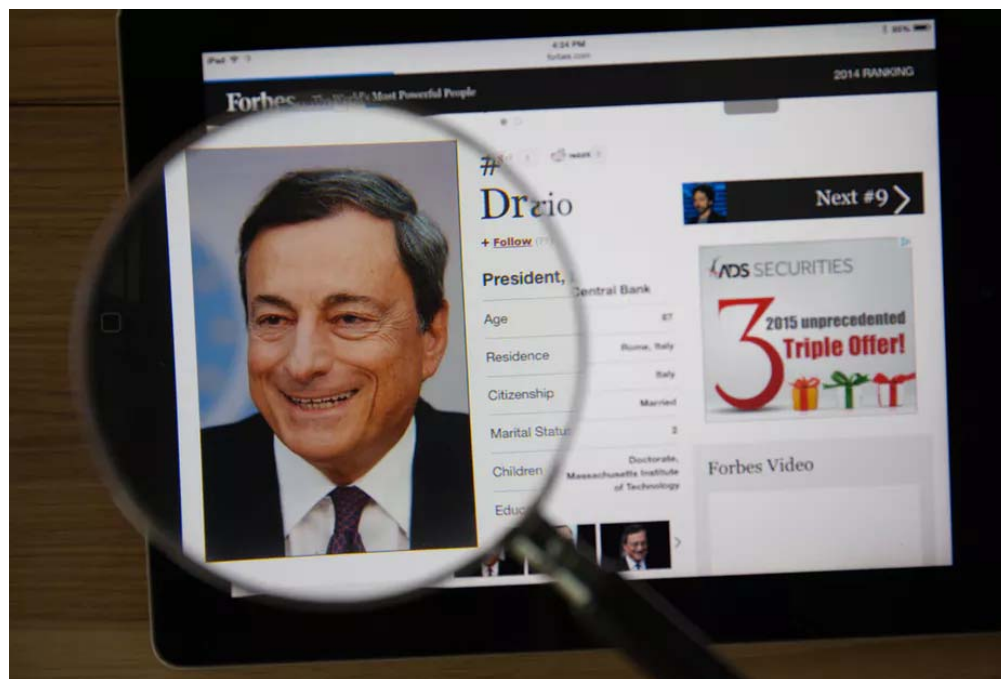 iPad
4:24 PM
forbes.com
Forbes The World's Most Powerful People
2014 RANKING
#
Dr io
Next #9
+ Follow
President, Central Bank
ADS SECURITIES
Age 67
Residence Rome, Italy
Citizenship Italy
Marital Status Married
Children 2
Education Doctorate,
Massachusetts Institute
of Technology
3 2015 unprecedented
Triple Offer!
Forbes Video